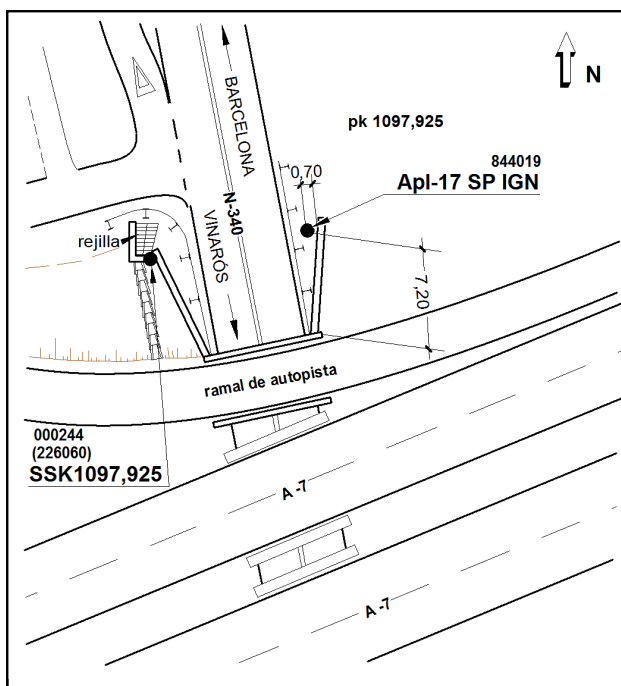 N
BARCELONA
pk 1097,925
844019
0,70
Apl-17 SP IGN
N-340
VINARÓS
rejilla
7,20
ramal de autopista
000244
(226060)
SSK1097,925
A -7
A -7